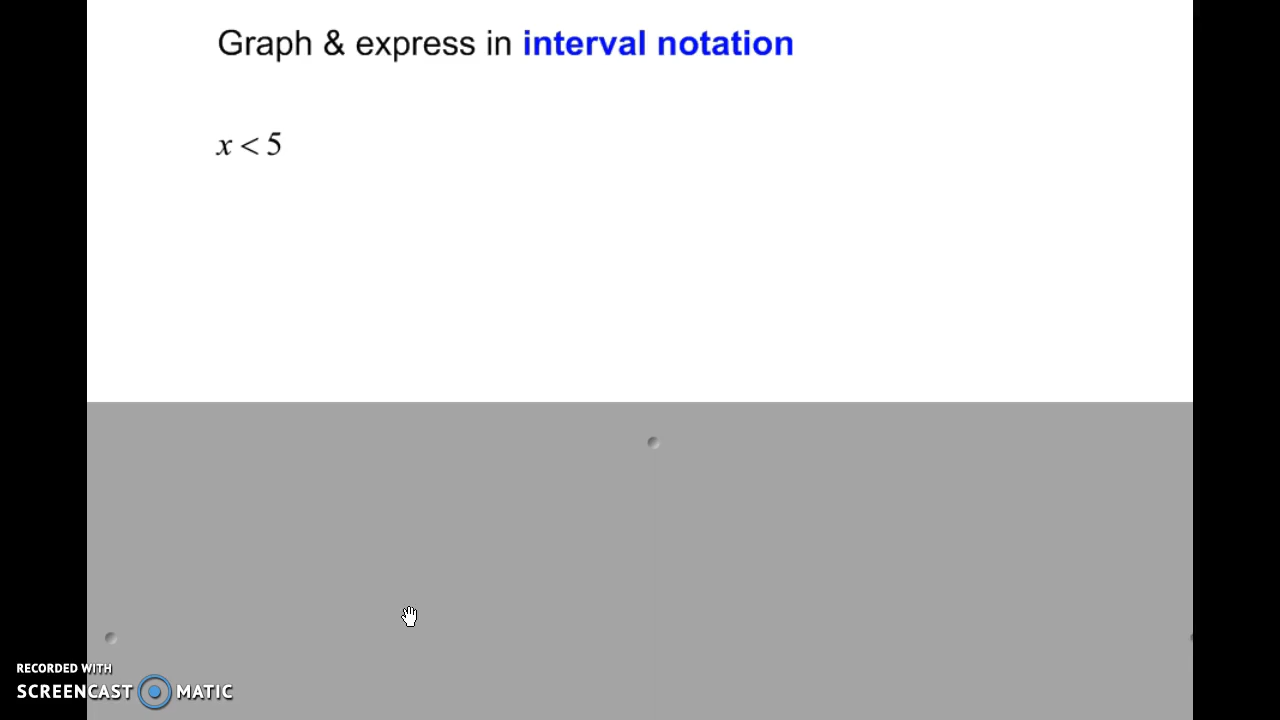 Graph & express in interval notation
x < 5
RECORDED WITH
SCREENCAST MATIC